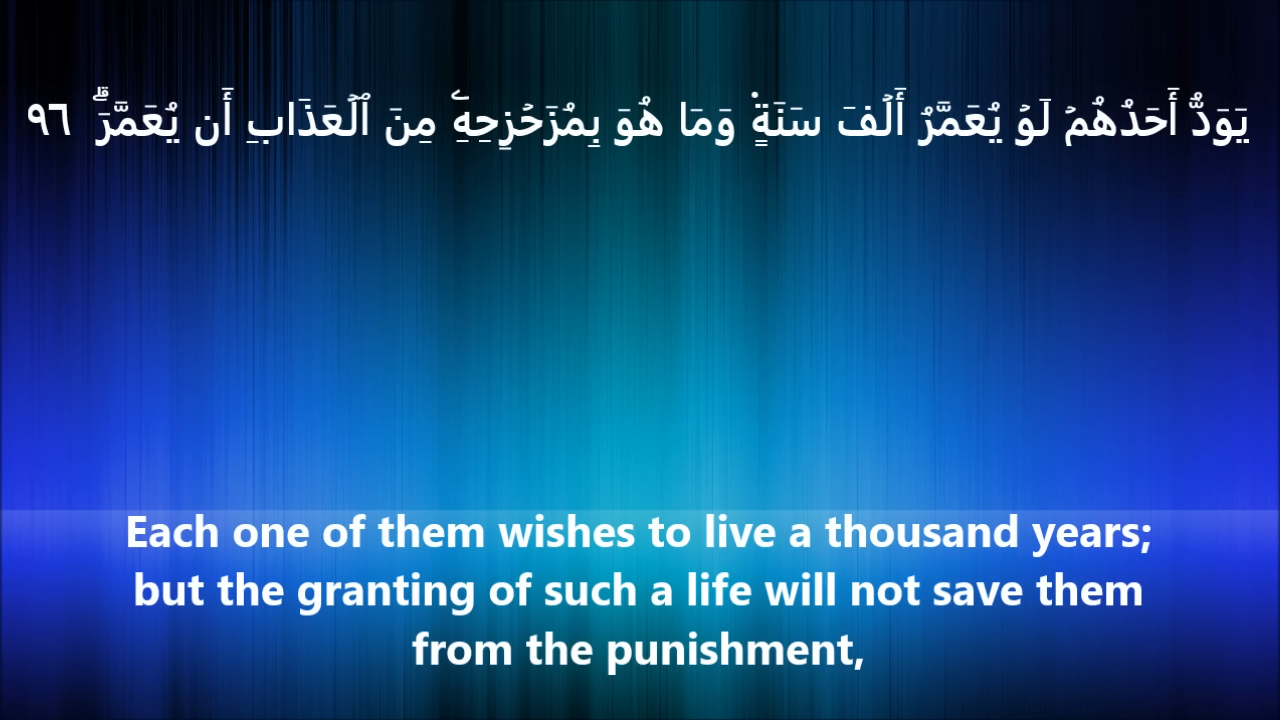 يَوَدُّ أَحَدُهُمۡ لَوۡ يُعَمَّرُ أَلۡفَ سَنَةٖ وَمَا هُوَ بِمُزَحۡزِحِهِۦ مِنَ ٱلۡعَذَابِ أَن يُعَمَّرَۗ ٩٦
Each one of them wishes to live a thousand years;
but the granting of such a life will not save them
from the punishment,